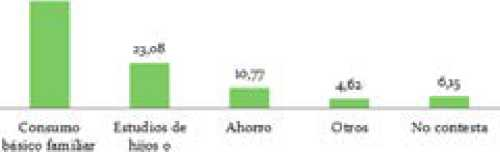 23,08
10,77
4,62
6,15
Consumo
básico familiar
Estudios de
hijos o
Ahorro
Otros
No contesta